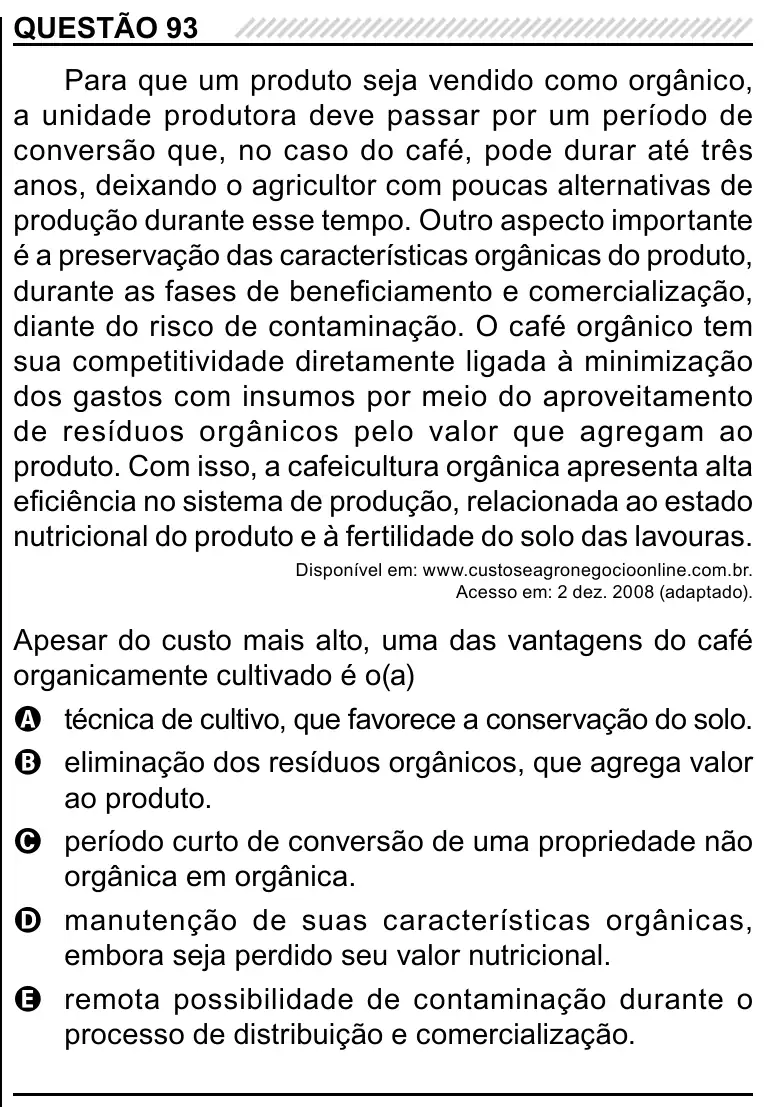 QUESTÃO 93
Para que um produto seja vendido como orgânico,
a unidade produtora deve passar por um período de
conversão que, no caso do café, pode durar até três
anos, deixando o agricultor com poucas alternativas de
produção durante esse tempo. Outro aspecto importante
é a preservação das características orgânicas do produto,
durante as fases de beneficiamento e comercialização,
diante do risco de contaminação. O café orgânico tem
sua competitividade diretamente ligada à minimização
dos gastos com insumos por meio do aproveitamento
de resíduos orgânicos pelo valor que agregam ao
produto. Com isso, a cafeicultura orgânica apresenta alta
eficiência no sistema de produção, relacionada ao estado
nutricional do produto e à fertilidade do solo das lavouras.
Disponível em: www.custoseagronegocioonline.com.br.
Acesso em: 2 dez. 2008 (adaptado).
Apesar do custo mais alto, uma das vantagens do café
organicamente cultivado é o(a)
A técnica de cultivo, que favorece a conservação do solo.
B eliminação dos resíduos orgânicos, que agrega valor
ao produto.
C período curto de conversão de uma propriedade não
orgânica em orgânica.
D manutenção de suas características orgânicas,
embora seja perdido seu valor nutricional.
E remota possibilidade de contaminação durante o
processo de distribuição e comercialização.